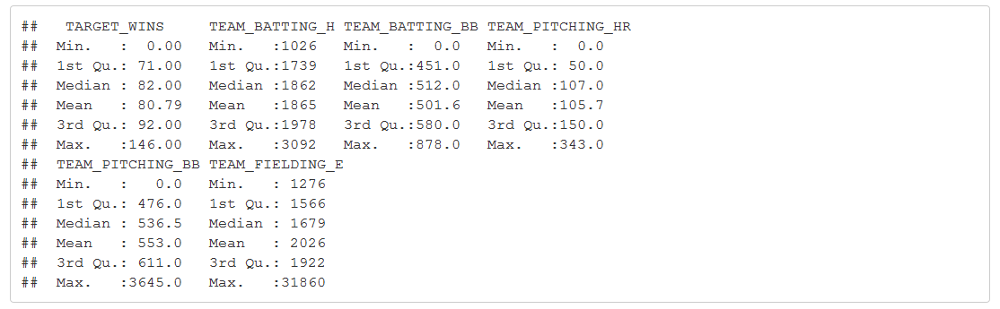 ##   TARGET_WINS     TEAM_BATTING_H TEAM_BATTING_BB TEAM_PITCHING_HR
##  Min.   :  0.00   Min.   :1026   Min.   :  0.0   Min.   :  0.0
##  1st Qu.: 71.00   1st Qu.:1739   1st Qu.:451.0   1st Qu.: 50.0
##  Median : 82.00   Median :1862   Median :512.0   Median :107.0
##  Mean   : 80.79   Mean   :1865   Mean   :501.6   Mean   :105.7
##  3rd Qu.: 92.00   3rd Qu.:1978   3rd Qu.:580.0   3rd Qu.:150.0
##  Max.   :146.00   Max.   :3092   Max.   :878.0   Max.   :343.0
##  TEAM_PITCHING_BB TEAM_FIELDING_E
##  Min.   :   0.0   Min.   : 1276
##  1st Qu.: 476.0   1st Qu.: 1566
##  Median : 536.5   Median : 1679
##  Mean   : 553.0   Mean   : 2026
##  3rd Qu.: 611.0   3rd Qu.: 1922
##  Max.   :3645.0   Max.   :31860